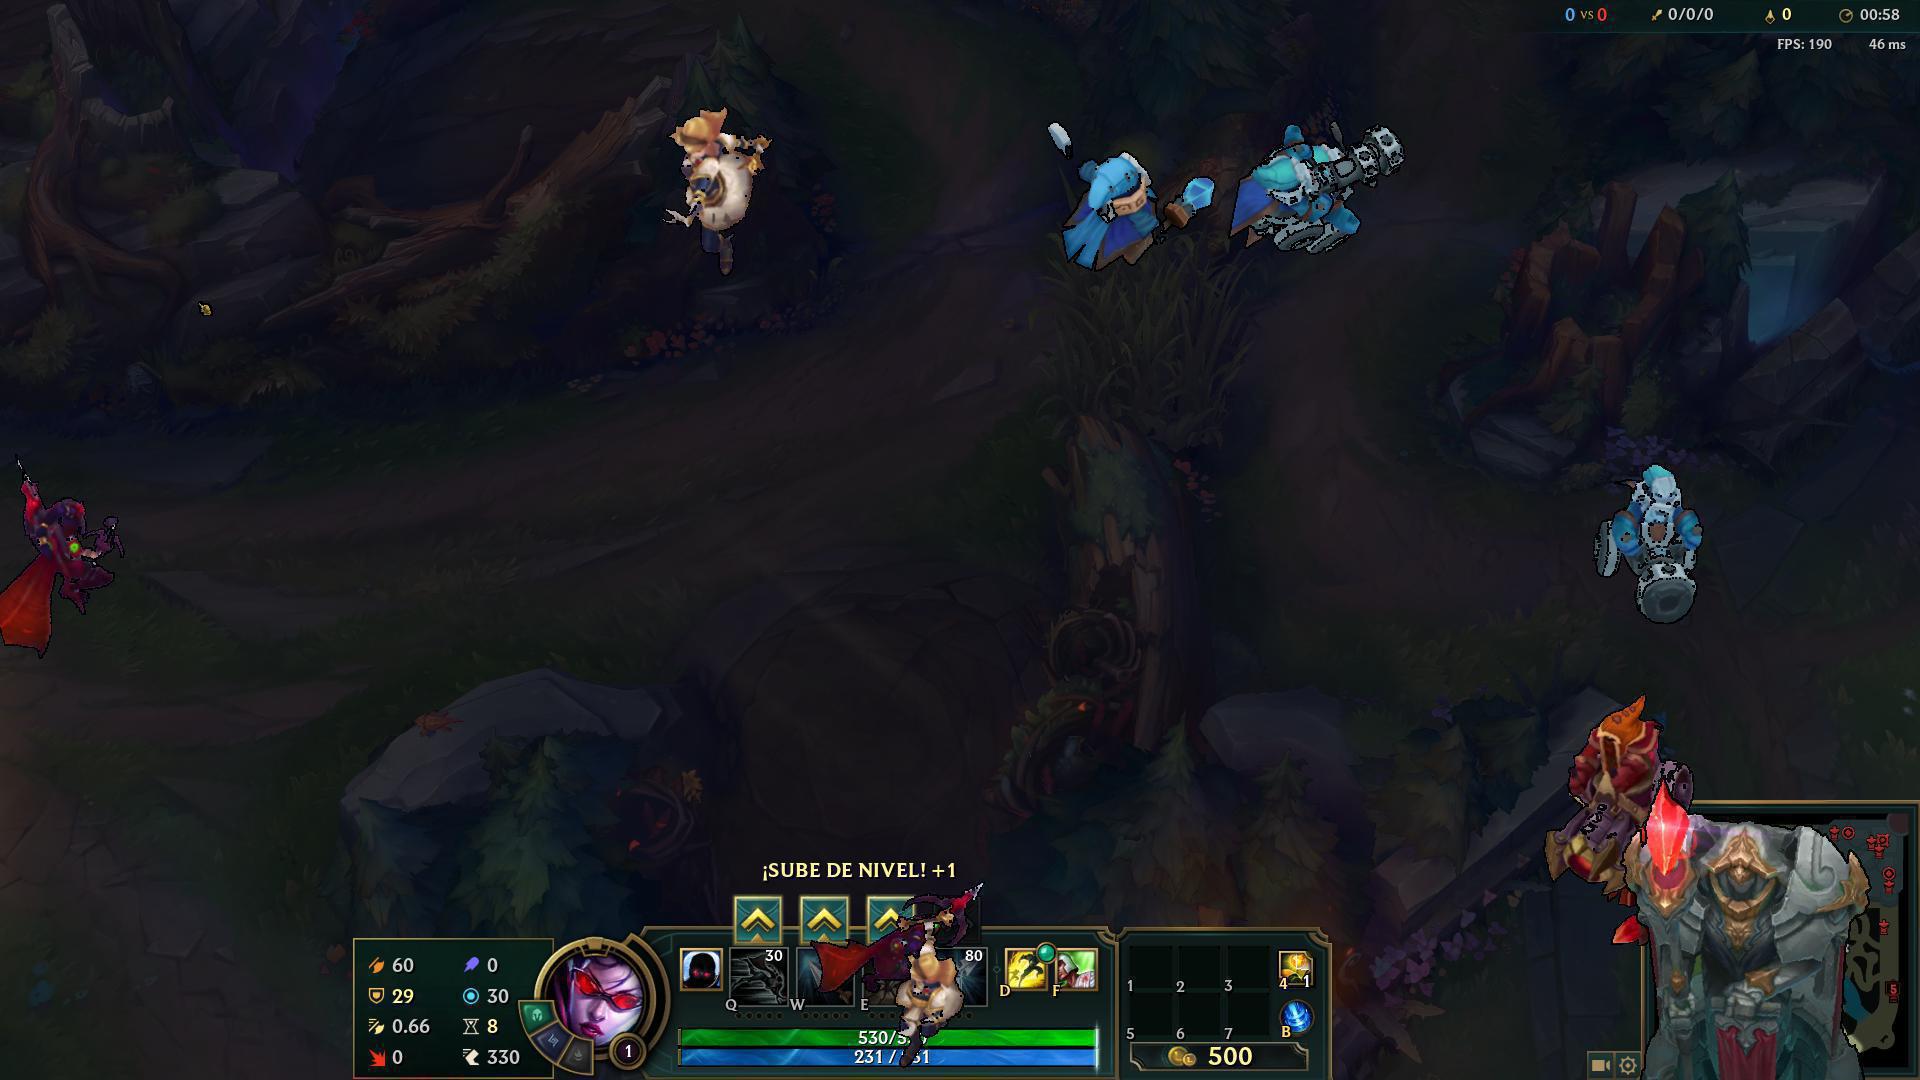 0 vs 0 0/0/0 0 00:58
FPS: 190 46 ms
¡SUBE DE NIVEL! +1
60 0
29 30
0.66 8
0 330
1
30 80
Q W E D F
530/
231 /
1 2 3 4 1
5 6 7 B
500
5